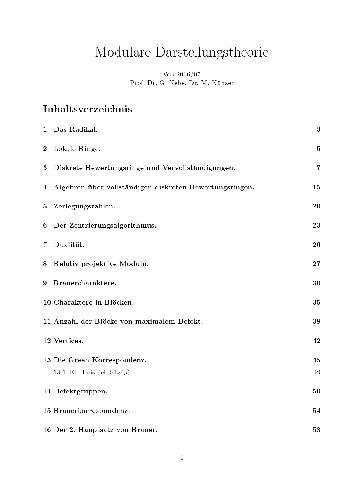 Modulare Darstellungstheorie
WS 2006/07
Prof. Dr. G. Nebe, Dr. M. Künzer
Inhaltsverzeichnis
1 Das Radikal. 3
2 Lokale Ringe. 5
3 Diskrete Bewertungsringe und Vervollständigungen. 7
4 Algebren über vollständigen diskreten Bewertungsringen. 15
5 Zerlegungszahlen. 20
6 Der Zentrierungsalgorithmus. 23
7 Dualität. 26
8 Relativ projektive Moduln. 27
9 Brauercharaktere. 30
10 Charaktere in Blöcken. 35
11 Anzahl der Blöcke von maximalem Defekt. 39
12 Vertices. 42
13 Die Green Korrespondenz. 45
13.1 49
14 Defektgruppen. 50
15 Brauerkorrespondenz. 54
16 Der 2. Hauptsatz von Brauer. 58
1